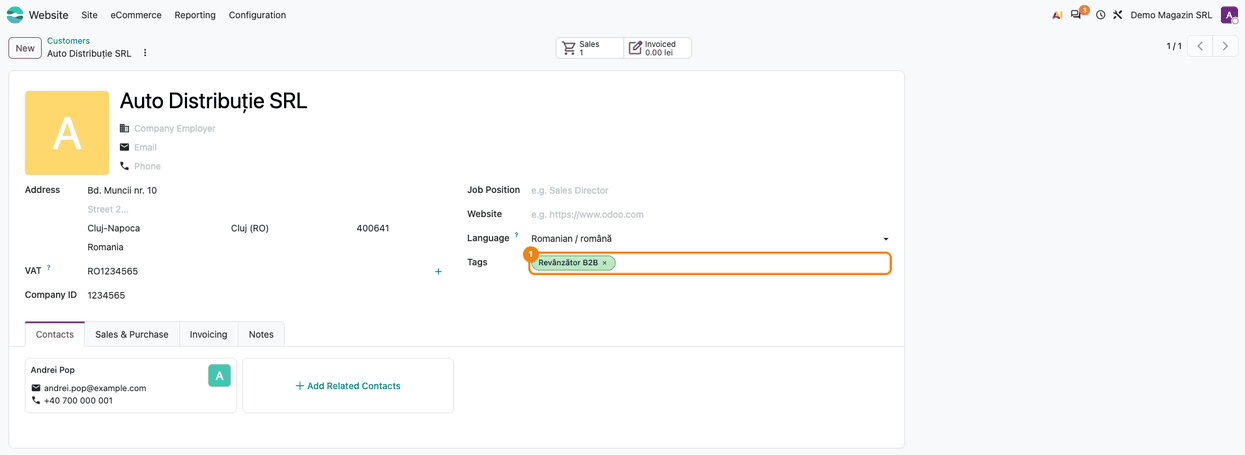 Website Site eCommerce Reporting Configuration 3 Demo Magazin SRL A
New Customers Sales Invoiced 1 / 1
Auto Distribuție SRL 1 0.00 lei
A Auto Distribuție SRL
Company Employer
Email
Phone
Address Bd. Muncii nr. 10 Job Position e.g. Sales Director
Street 2...
Website e.g. https://www.odoo.com
Cluj-Napoca Cluj (RO) 400641
Language ? Romanian / română
Romania
1
Tags Revânzător B2B ×
VAT ? RO1234565 +
Company ID 1234565
Contacts Sales & Purchase Invoicing Notes
Andrei Pop A
andrei.pop@example.com
+ Add Related Contacts
+40 700 000 001